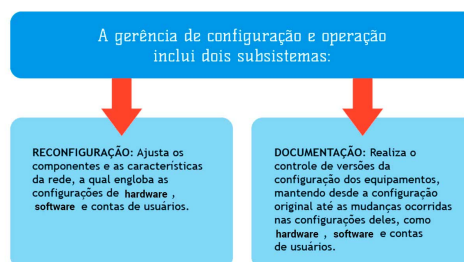 A gerência de configuração e operação
inclui dois subsistemas:
RECONFIGURAÇÃO: Ajusta os
componentes e as características
da rede, a qual engloba as
configurações de hardware ,
software e contas de usuários.
DOCUMENTAÇÃO: Realiza o
controle de versões da
configuração dos equipamentos,
mantendo desde a configuração
original até as mudanças ocorridas
nas configurações deles, como
hardware , software e contas
de usuários.